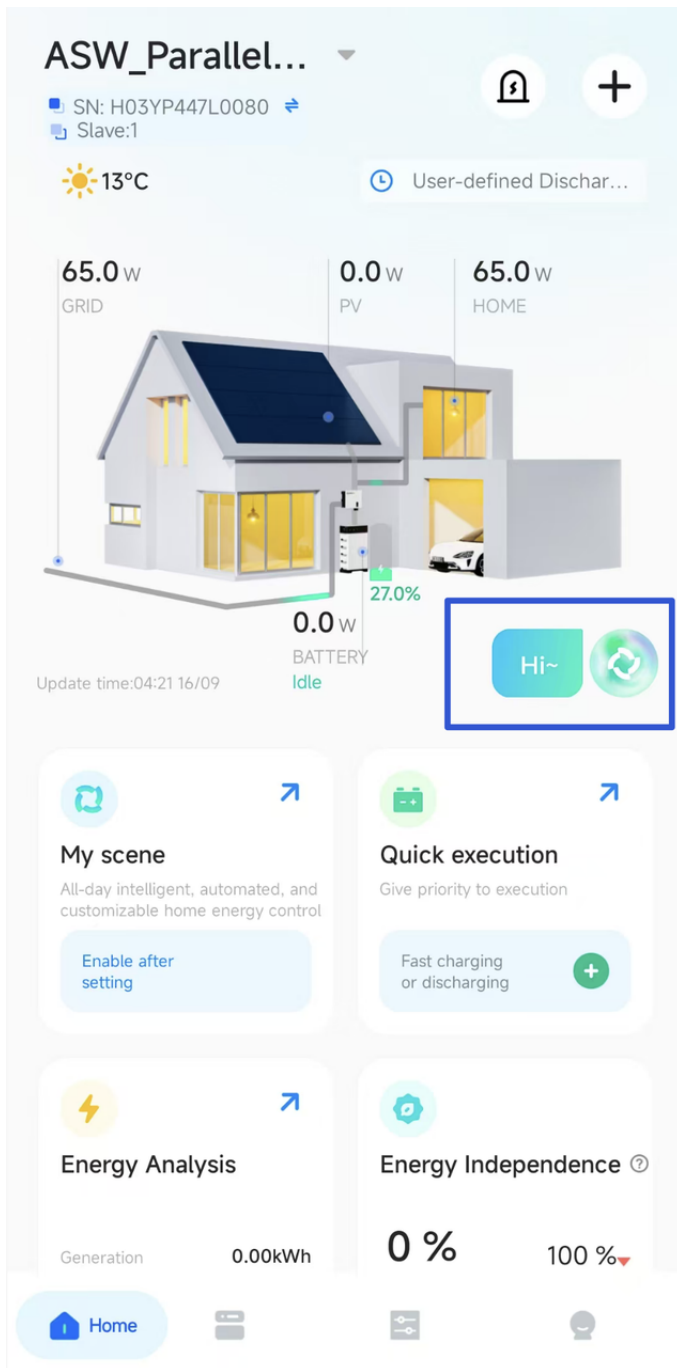 ASW_Parallel...
SN: H03YP447L0080
Slave:1
13°C
User-defined Dischar...
65.0 W
GRID
0.0 W
PV
65.0 W
HOME
27.0%
0.0 W
BATTERY
Idle
Update time:04:21 16/09
Hi~
My scene
All-day intelligent, automated, and
customizable home energy control
Enable after
setting
Quick execution
Give priority to execution
Fast charging
or discharging
Energy Analysis
Generation
0.00kWh
Energy Independence
0 %
100 %
Home